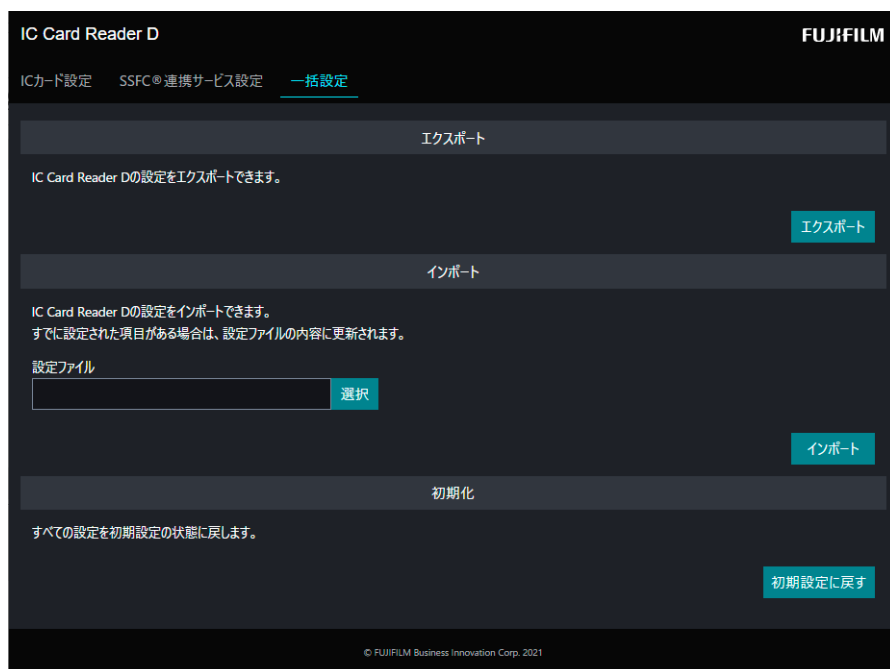 IC Card Reader D
FUJIFILM
ICカード設定 SSFC®連携サービス設定 一括設定
エクスポート
IC Card Reader Dの設定をエクスポートできます。
エクスポート
インポート
IC Card Reader Dの設定をインポートできます。
すでに設定された項目がある場合は、設定ファイルの内容に更新されます。
設定ファイル
選択
インポート
初期化
すべての設定を初期設定の状態に戻します。
初期設定に戻す
© FUJIFILM Business Innovation Corp. 2021